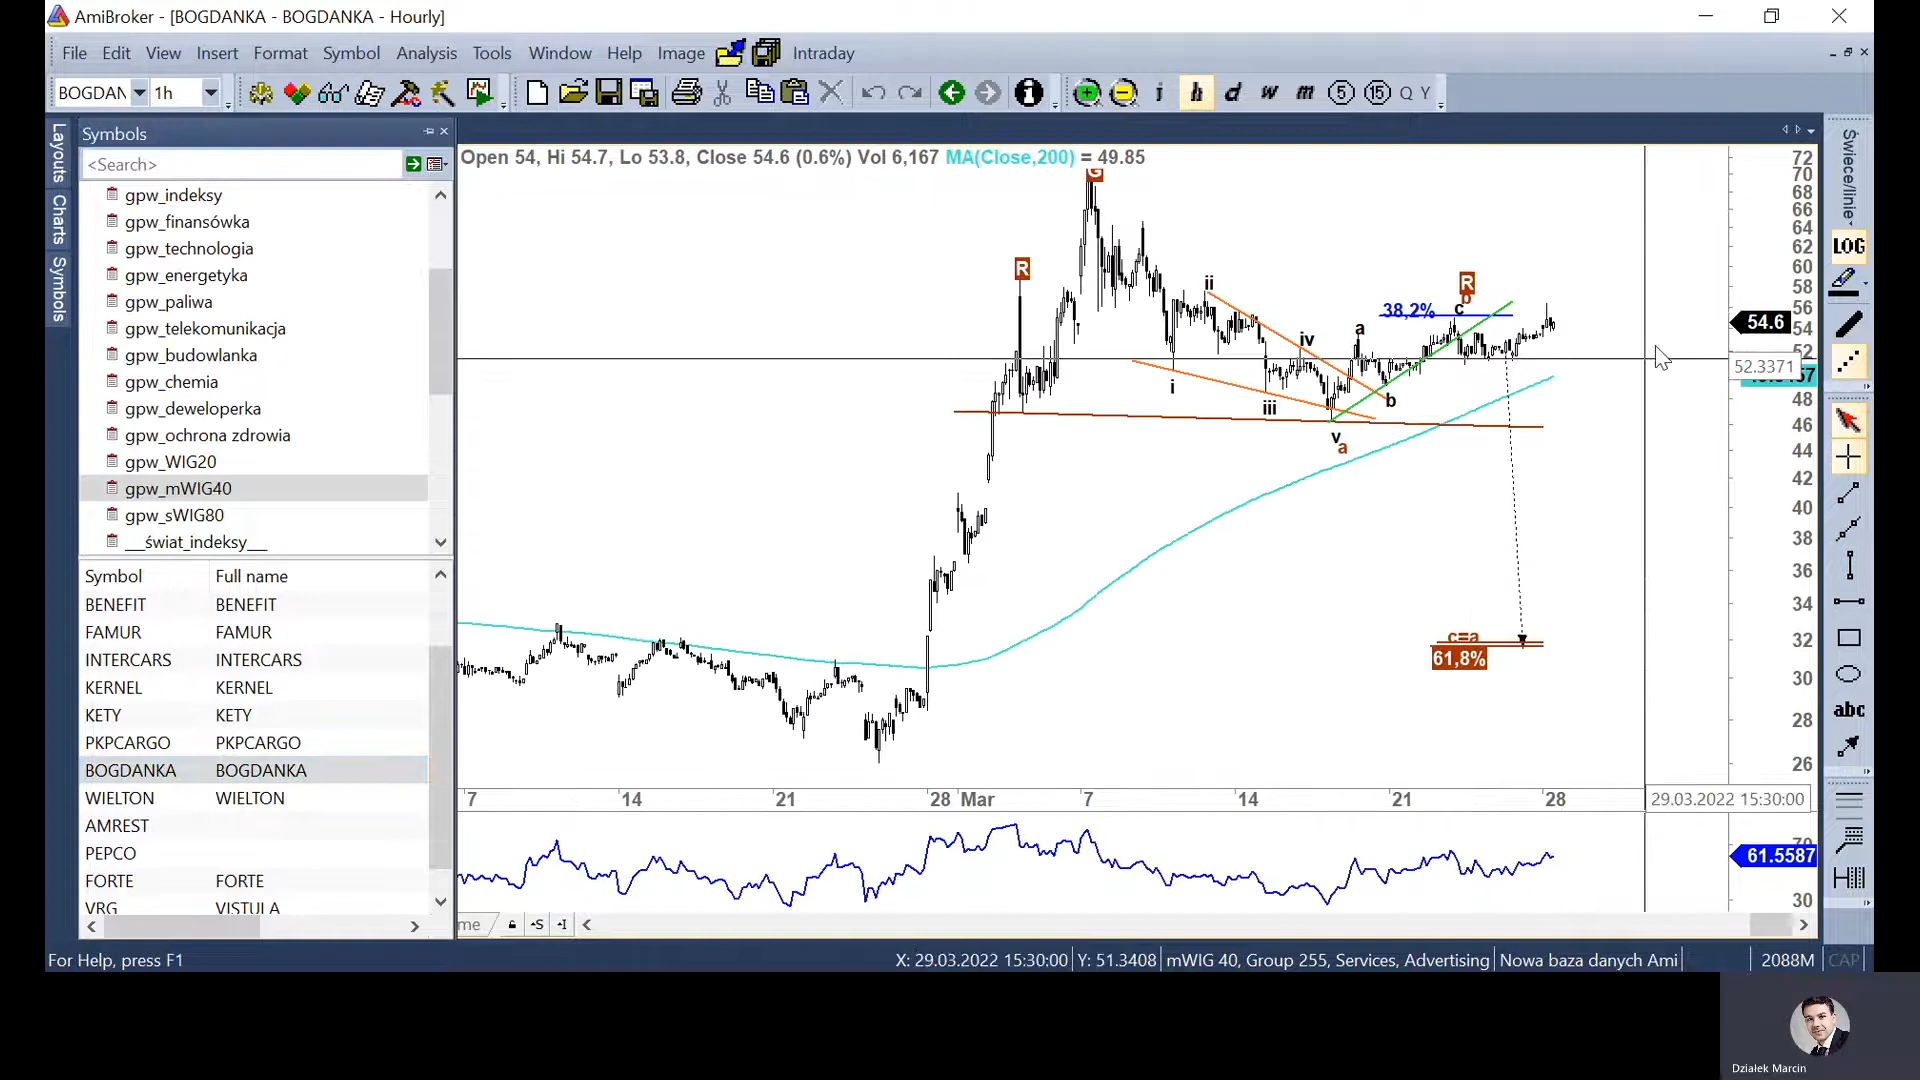 AmiBroker - [BOGDANKA - BOGDANKA - Hourly]
File Edit View Insert Format Symbol Analysis Tools Window Help Image Intraday
BOGDAN 1h
i h d w m 5 15 Q Y
Layouts
Charts
Symbols
Symbols
<Search>
gpw_indeksy
gpw_finansówka
gpw_technologia
gpw_energetyka
gpw_paliwa
gpw_telekomunikacja
gpw_budowlanka
gpw_chemia
gpw_deweloperka
gpw_ochrona zdrowia
gpw_WIG20
gpw_mWIG40
gpw_sWIG80
__świat_indeksy__
Symbol Full name
BENEFIT BENEFIT
FAMUR FAMUR
INTERCARS INTERCARS
KERNEL KERNEL
KETY KETY
PKPCARGO PKPCARGO
BOGDANKA BOGDANKA
WIELTON WIELTON
AMREST
PEPCO
FORTE FORTE
VRG VISTULA
Open 54, Hi 54.7, Lo 53.8, Close 54.6 (0.6%) Vol 6,167 MA(Close,200) = 49.85
G
R
R
b
38,2%
c
ii
iv
a
i
iii
b
v
a
c=a
61,8%
72
70
68
66
64
62
60
58
56
54.6
54
52
52.3371
48
46
44
42
40
38
36
34
32
30
28
26
7 14 21 28 Mar 7 14 21 28
29.03.2022 15:30:00
70
61.5587
30
me
S
I
Świece/linie
LOG
abc
For Help, press F1
X: 29.03.2022 15:30:00 Y: 51.3408 mWIG 40, Group 255, Services, Advertising Nowa baza danych Ami 2088M CAP
Działek Marcin